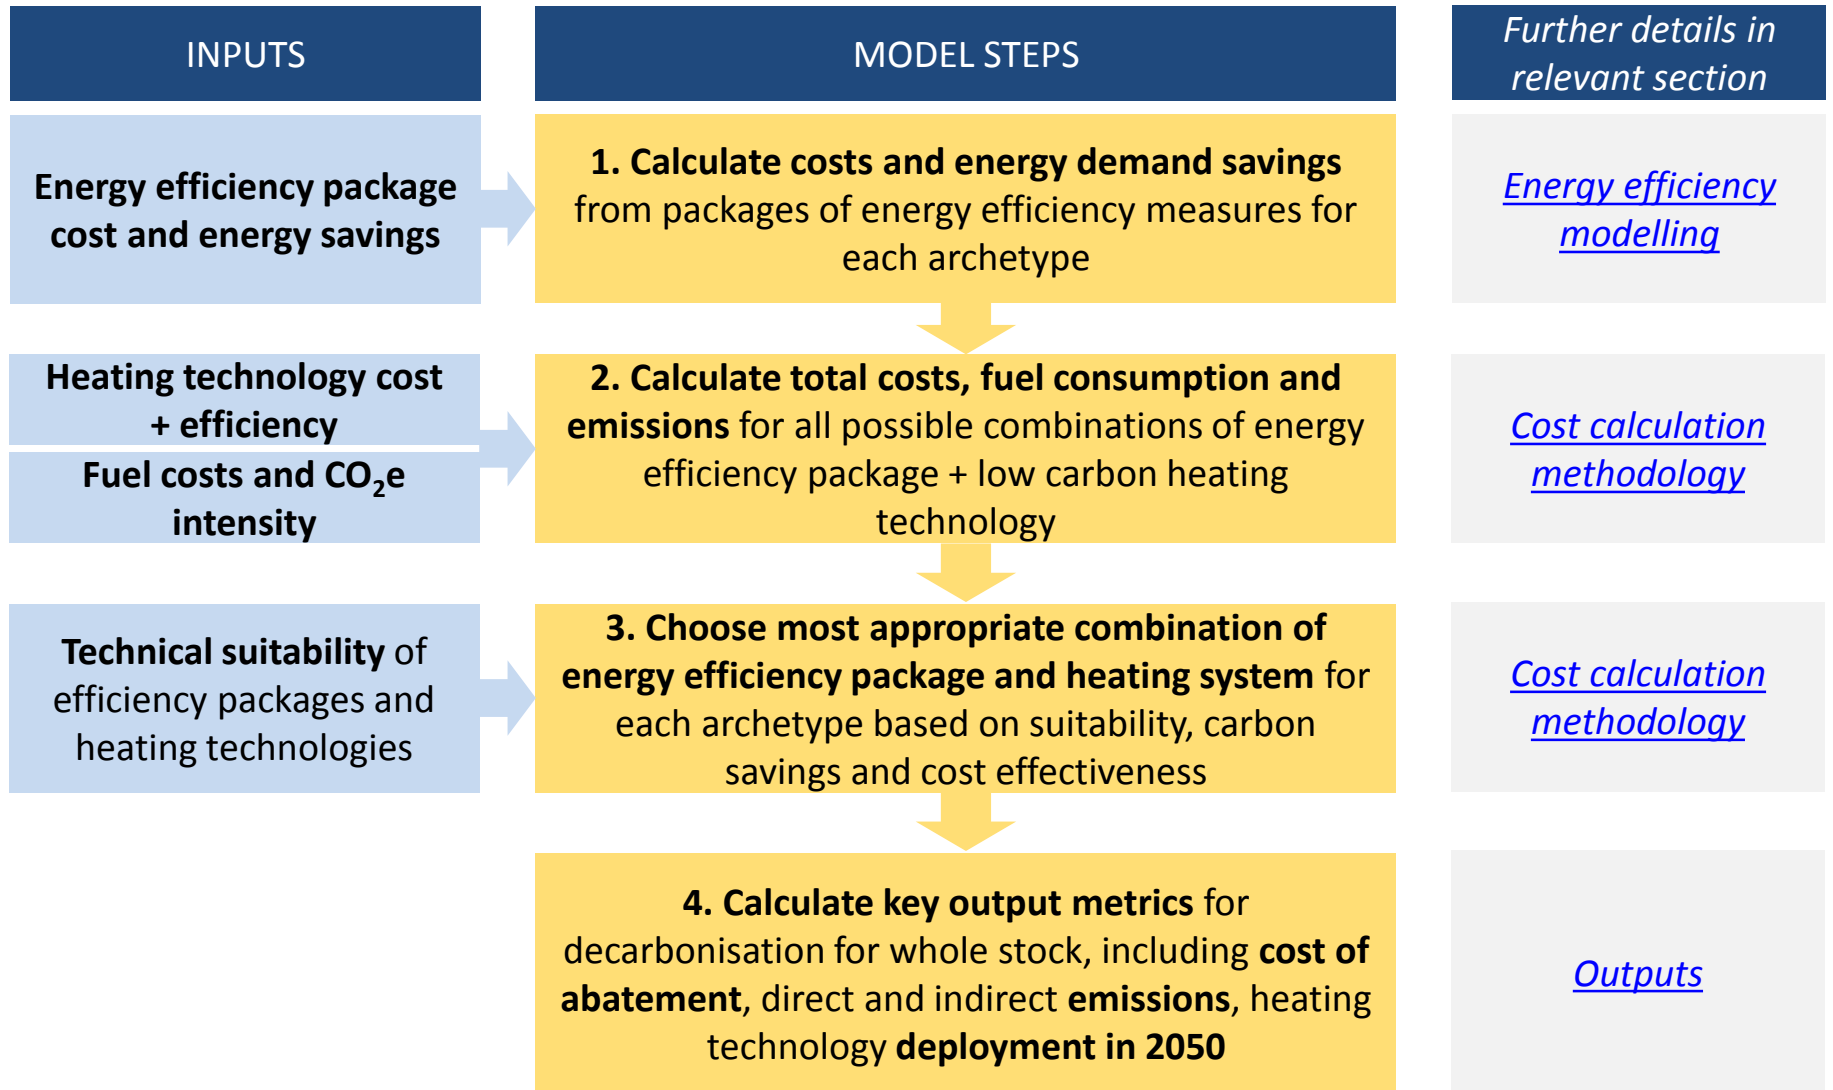 INPUTS
MODEL STEPS
Further details in
relevant section
Energy efficiency package
cost and energy savings
1. Calculate costs and energy demand savings
from packages of energy efficiency measures for
each archetype
Energy efficiency
modelling
Heating technology cost
+ efficiency
Fuel costs and CO₂e
intensity
2. Calculate total costs, fuel consumption and
emissions for all possible combinations of energy
efficiency package + low carbon heating
technology
Cost calculation
methodology
Technical suitability of
efficiency packages and
heating technologies
3. Choose most appropriate combination of
energy efficiency package and heating system for
each archetype based on suitability, carbon
savings and cost effectiveness
Cost calculation
methodology
4. Calculate key output metrics for
decarbonisation for whole stock, including cost of
abatement, direct and indirect emissions, heating
technology deployment in 2050
Outputs